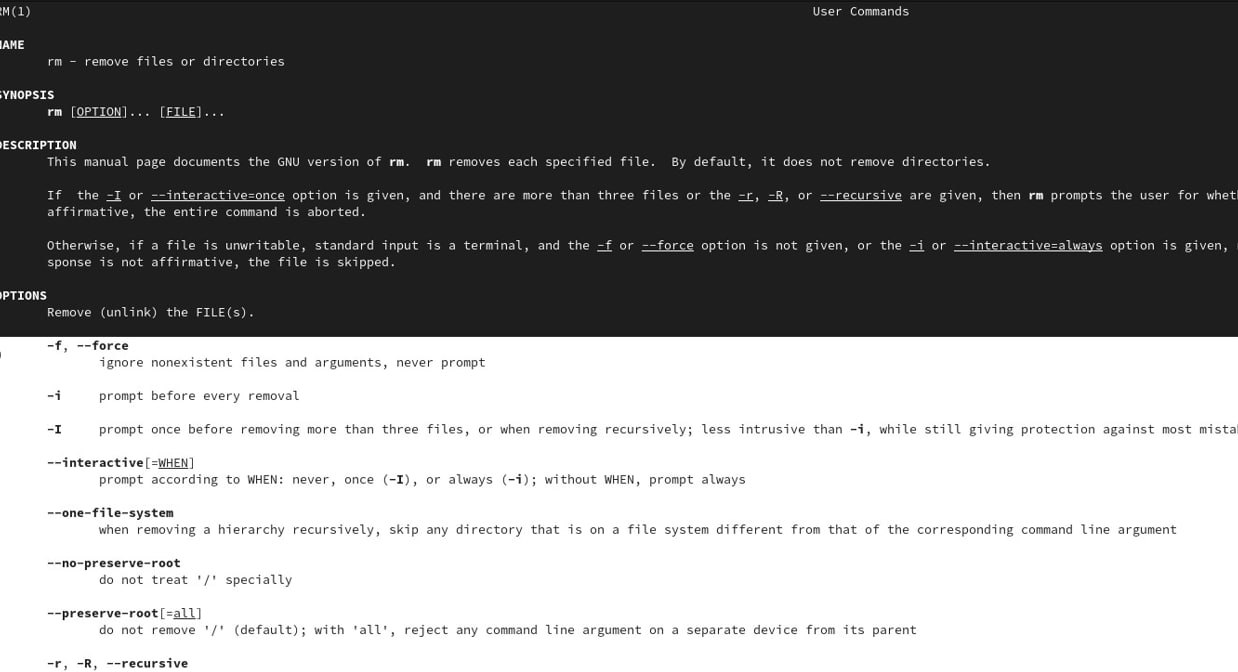 RM(1) User Commands
NAME
rm - remove files or directories
SYNOPSIS
rm [OPTION]... [FILE]...
DESCRIPTION
This manual page documents the GNU version of rm.  rm removes each specified file.  By default, it does not remove directories.
If  the -I or --interactive=once option is given, and there are more than three files or the -r, -R, or --recursive are given, then rm prompts the user for
affirmative, the entire command is aborted.
Otherwise, if a file is unwritable, standard input is a terminal, and the -f or --force option is not given, or the -i or --interactive=always option is given,
sponse is not affirmative, the file is skipped.
OPTIONS
Remove (unlink) the FILE(s).
-f, --force
ignore nonexistent files and arguments, never prompt
-i prompt before every removal
-I prompt once before removing more than three files, or when removing recursively; less intrusive than -i, while still giving protection against most
--interactive[=WHEN]
prompt according to WHEN: never, once (-I), or always (-i); without WHEN, prompt always
--one-file-system
when removing a hierarchy recursively, skip any directory that is on a file system different from that of the corresponding command line argument
--no-preserve-root
do not treat '/' specially
--preserve-root[=all]
do not remove '/' (default); with 'all', reject any command line argument on a separate device from its parent
-r, -R, --recursive